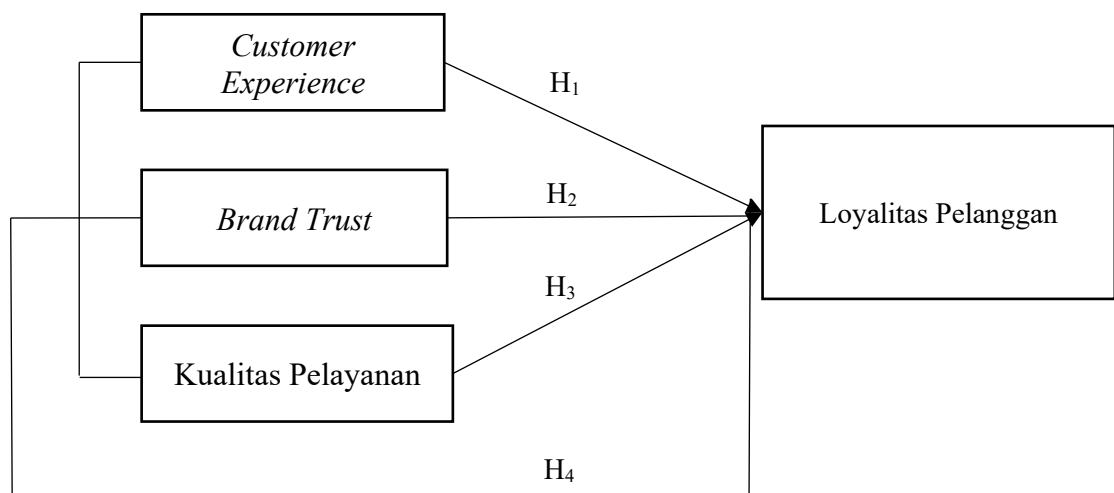 Customer
Experience
H₁
Brand Trust
H₂
Loyalitas Pelanggan
H₃
Kualitas Pelayanan
H₄